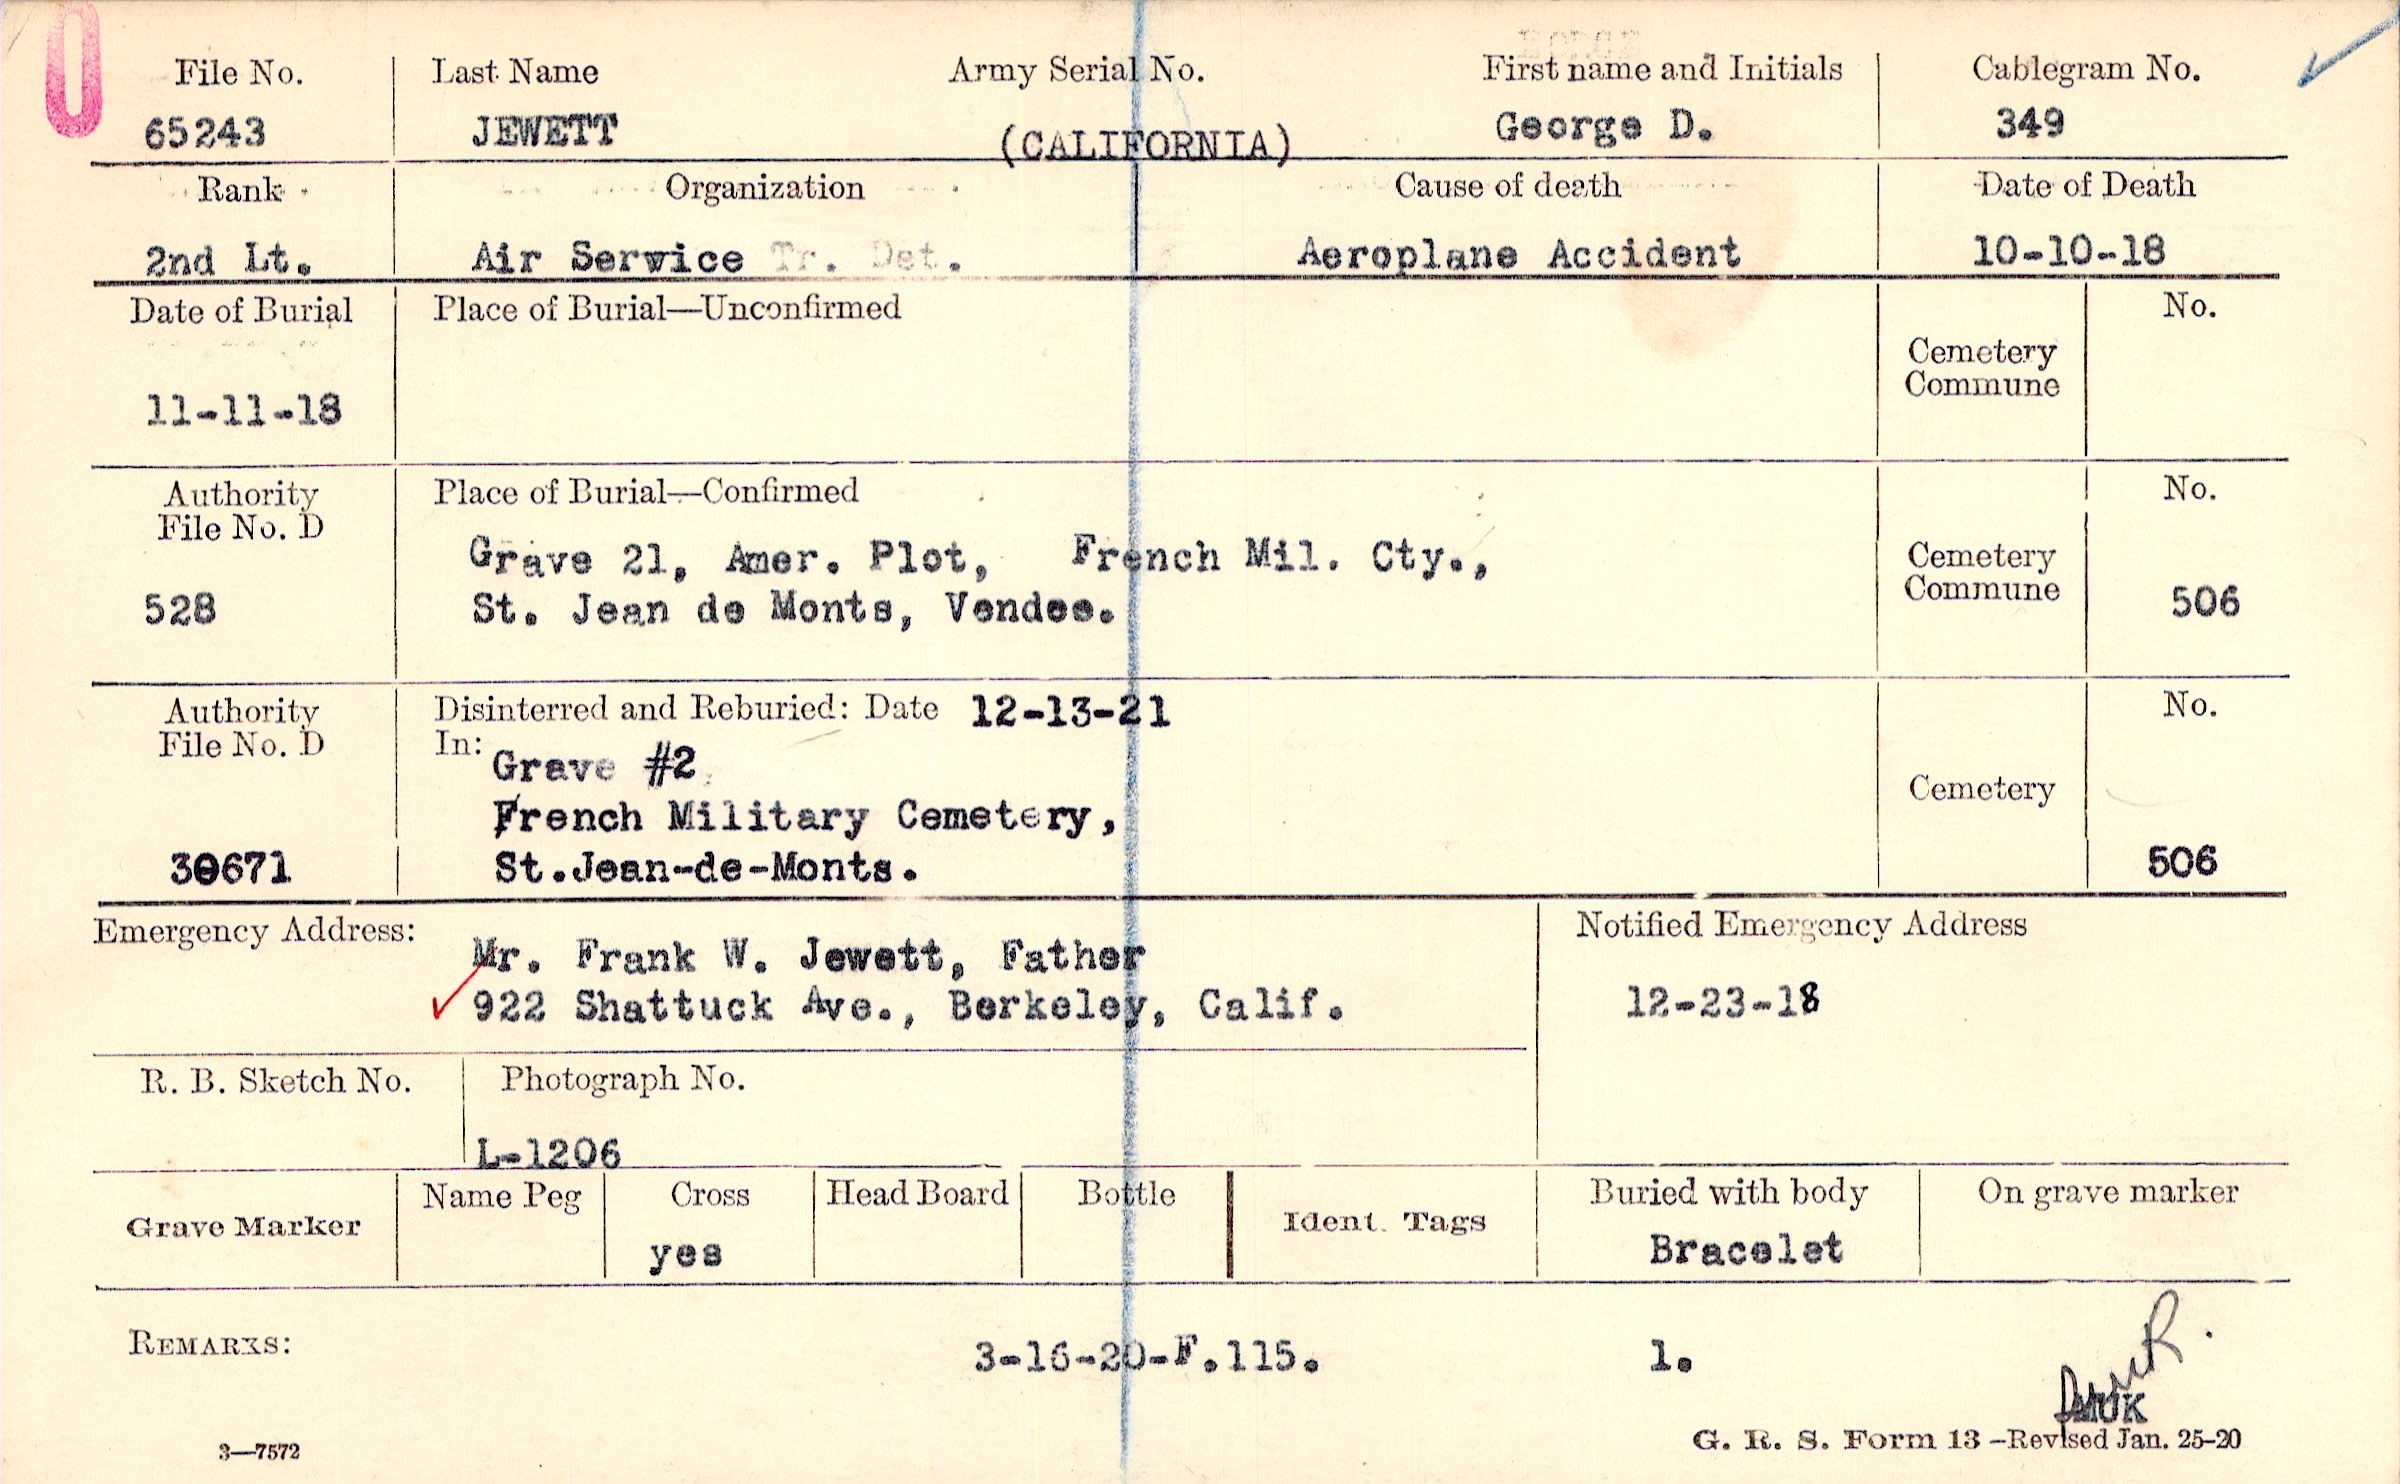 0
File No. Last Name Army Serial No. First name and Initials Cablegram No.
65243 JEWETT (CALIFORNIA) George D. 349
Rank Organization Cause of death Date of Death
2nd Lt. Air Service Tr. Det. Aeroplane Accident 10-10-18
Date of Burial Place of Burial—Unconfirmed No.
Cemetery
Commune
11-11-18
Authority Place of Burial—Confirmed No.
File No. D
Grave 21, Amer. Plot, French Mil. Cty., Cemetery
528 St. Jean de Monts, Vendee. Commune 506
Authority Disinterred and Reburied: Date 12-13-21 No.
File No. D In:
Grave #2
French Military Cemetery, Cemetery
30671 St.Jean-de-Monts. 506
Emergency Address: Notified Emergency Address
Mr. Frank W. Jewett, Father
922 Shattuck Ave., Berkeley, Calif. 12-23-18
R. B. Sketch No. Photograph No.
L-1206
Name Peg Cross Head Board Bottle Buried with body On grave marker
Grave Marker Ident. Tags
yes Bracelet
REMARKS: 3-16-20-F.115. 1.
3—7572 G. R. S. Form 13 -Revised Jan. 25-20